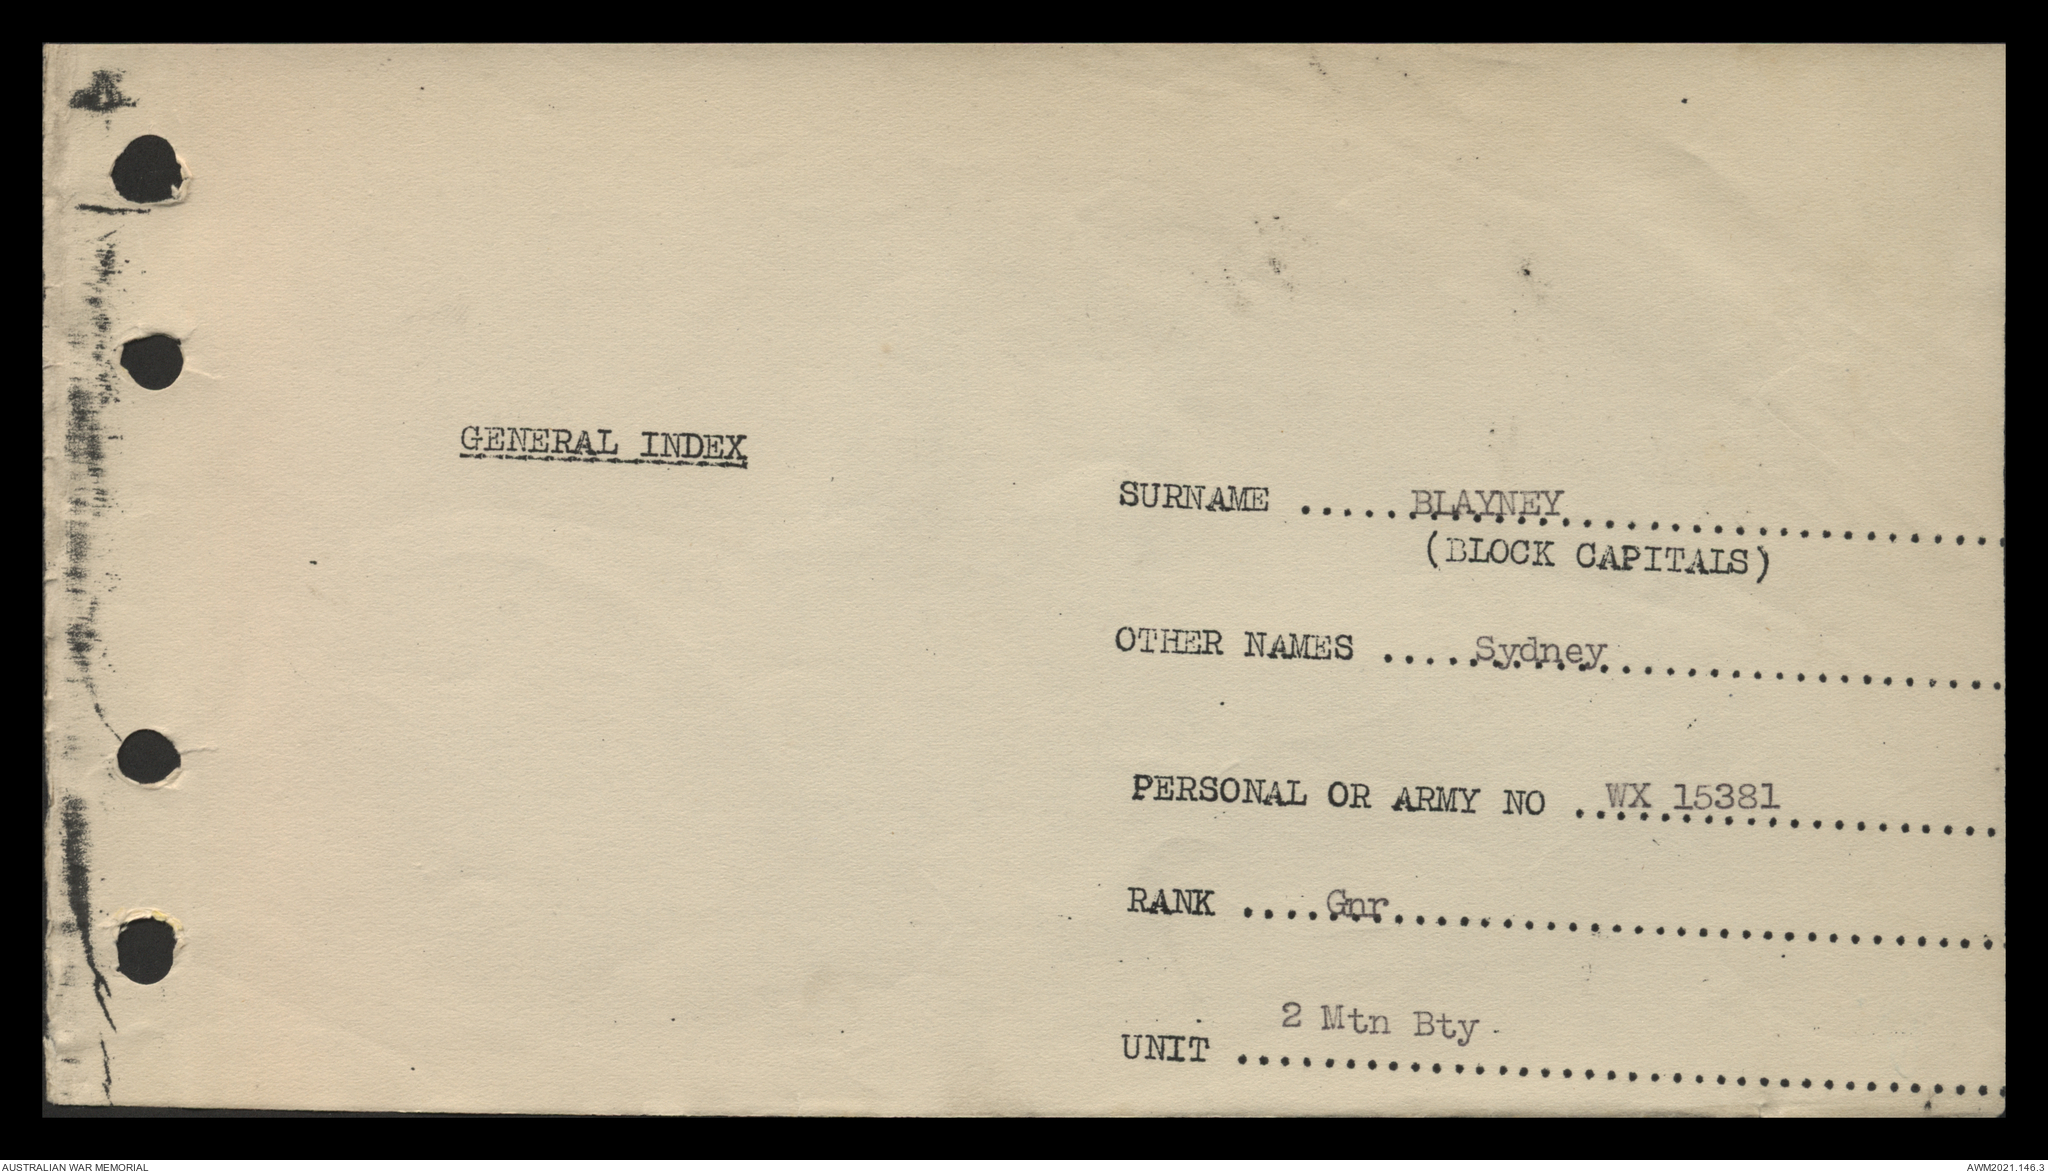 GENERAL INDEX
SURNAME ..... BLAYNEY ....................
(BLOCK CAPITALS)
OTHER NAMES .... Sydney ..................
PERSONAL OR ARMY NO . WX 15381 ..........
RANK .... Gnr .............................
2 Mtn Bty
UNIT ....................................
AUSTRALIAN WAR MEMORIAL
AWM2021.146.3